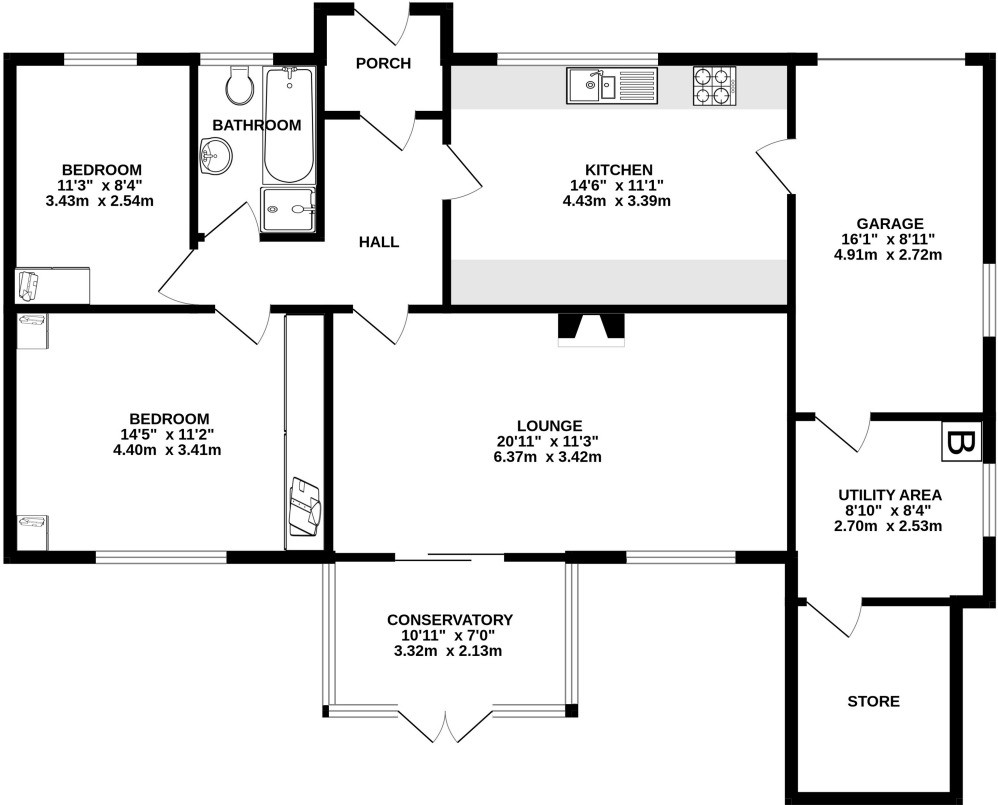 PORCH
BATHROOM
BEDROOM
11'3" x 8'4"
3.43m x 2.54m
KITCHEN
14'6" x 11'1"
4.43m x 3.39m
HALL
GARAGE
16'1" x 8'11"
4.91m x 2.72m
BEDROOM
14'5" x 11'2"
4.40m x 3.41m
LOUNGE
20'11" x 11'3"
6.37m x 3.42m
B
UTILITY AREA
8'10" x 8'4"
2.70m x 2.53m
CONSERVATORY
10'11" x 7'0"
3.32m x 2.13m
STORE